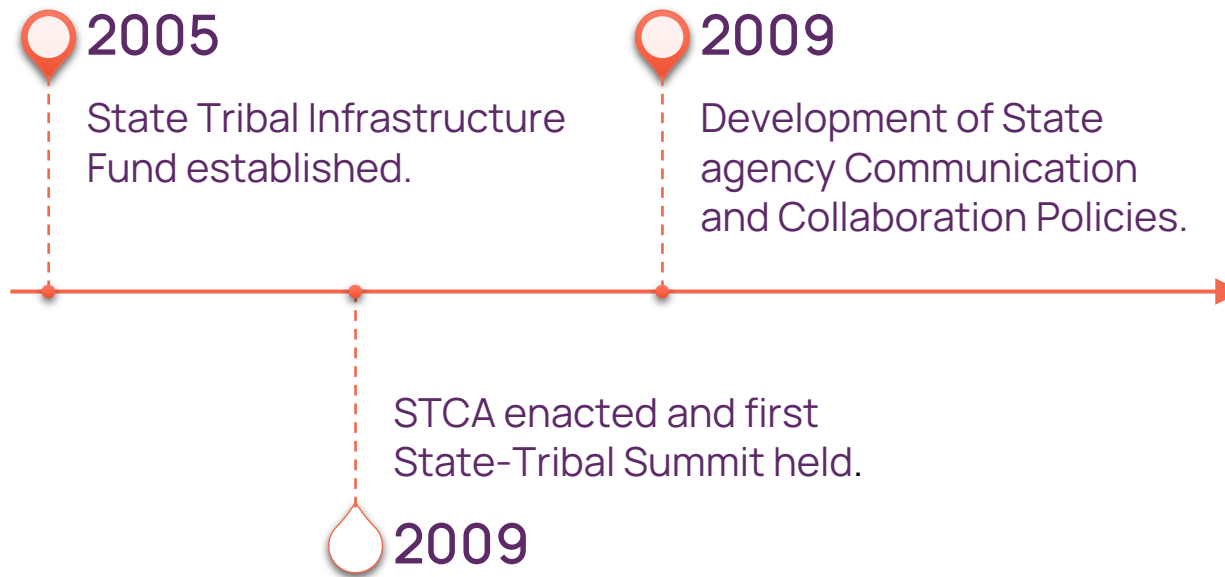 2005
State Tribal Infrastructure
Fund established.
2009
Development of State
agency Communication
and Collaboration Policies.
STCA enacted and first
State-Tribal Summit held.
2009